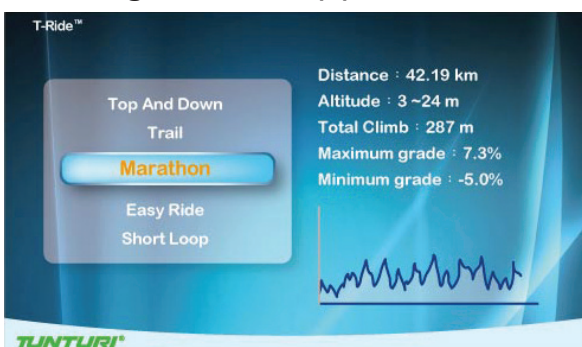 T-Ride™
Top And Down
Trail
Marathon
Easy Ride
Short Loop
Distance : 42.19 km
Altitude : 3 ~24 m
Total Climb : 287 m
Maximum grade : 7.3%
Minimum grade : -5.0%
TUNTURI®